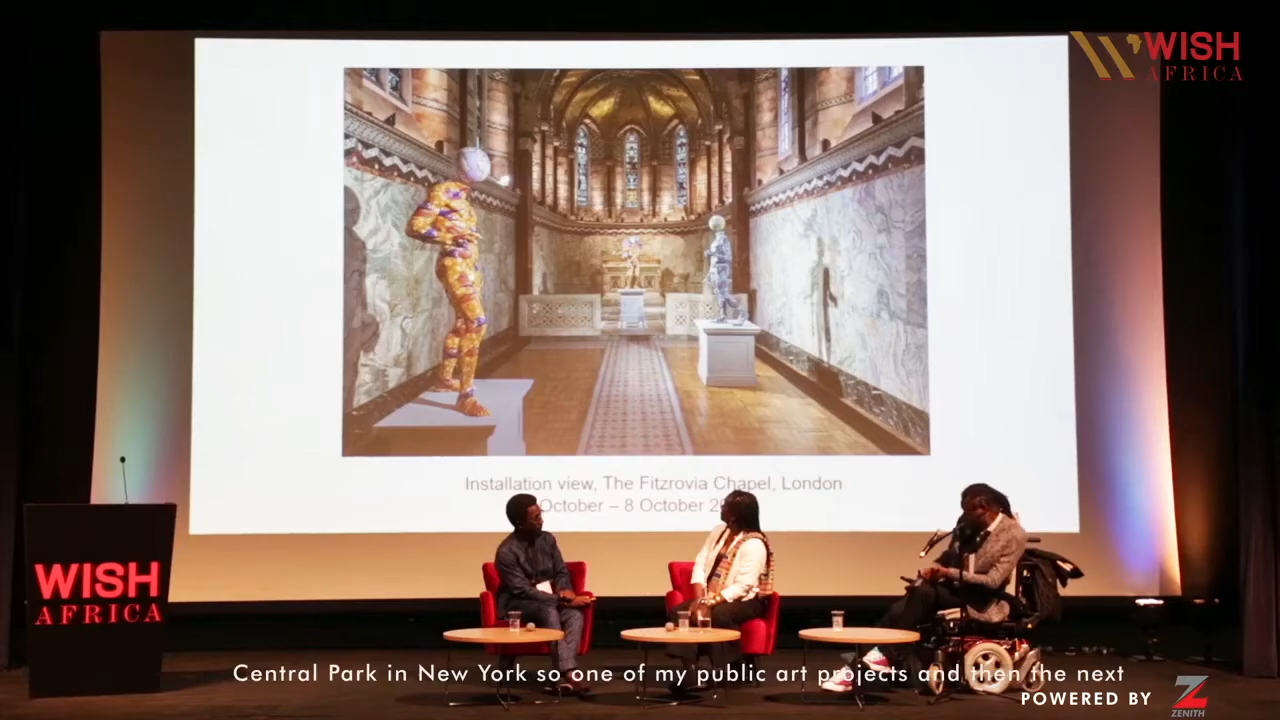 WISH
AFRICA
Installation view, The Fitzrovia Chapel, London
October – 8 October
WISH
AFRICA
Central Park in New York so one of my public art projects and then the next
POWERED BY
ZENITH